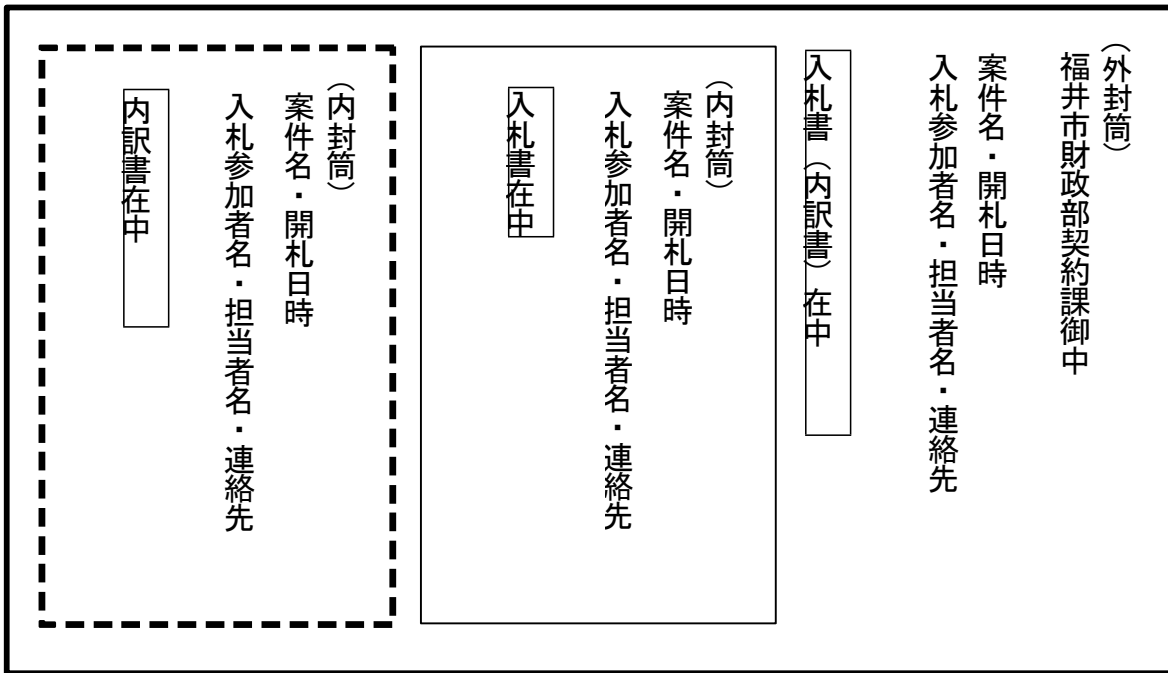 （外封筒）
福井市財政部契約課御中
案件名・開札日時
入札参加者名・担当者名・連絡先
入札書（内訳書）在中
（内封筒）
案件名・開札日時
入札参加者名・担当者名・連絡先
入札書在中
（内封筒）
案件名・開札日時
入札参加者名・担当者名・連絡先
内訳書在中